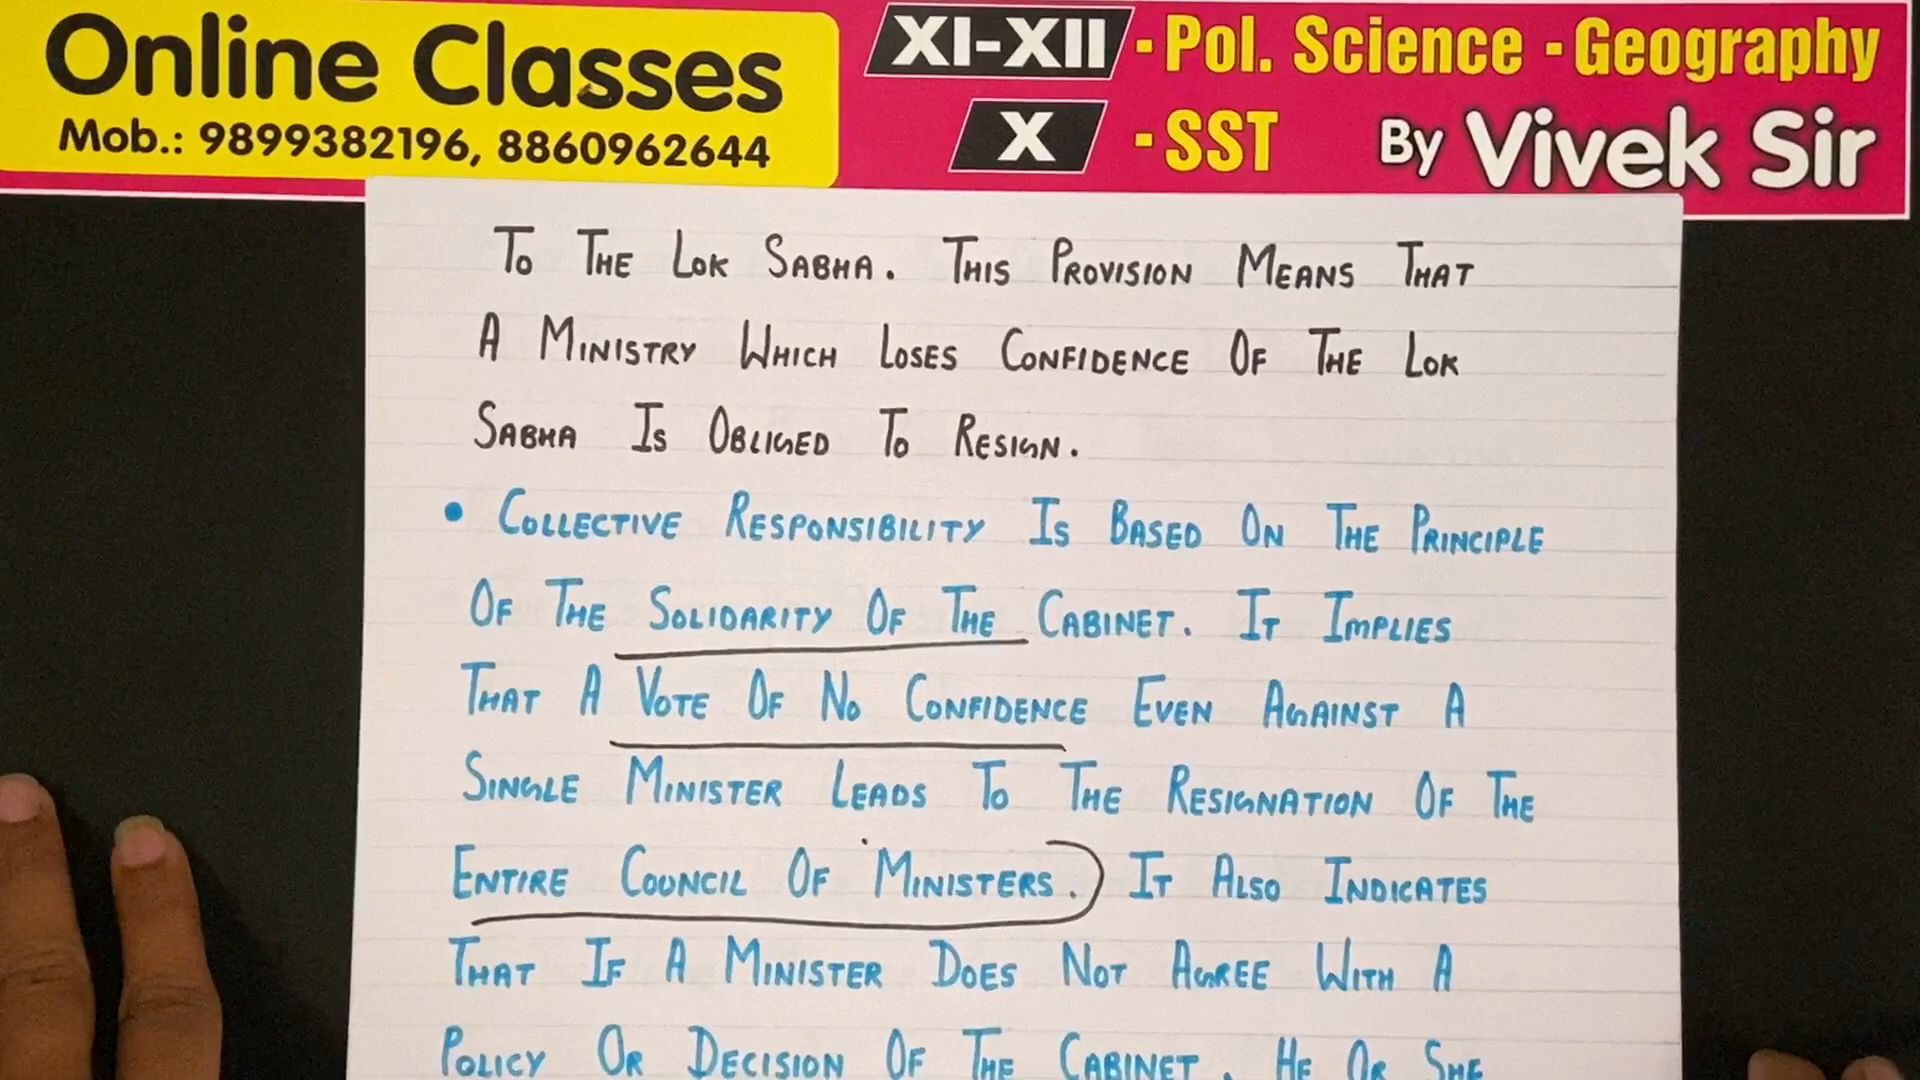 Online Classes
Mob.: 9899382196, 8860962644
XI-XII - Pol. Science - Geography
X - SST By Vivek Sir
TO THE LOK SABHA. THIS PROVISION MEANS THAT
A MINISTRY WHICH LOSES CONFIDENCE OF THE LOK
SABHA IS OBLIGED TO RESIGN.
• COLLECTIVE RESPONSIBILITY IS BASED ON THE PRINCIPLE
OF THE SOLIDARITY OF THE CABINET. IT IMPLIES
THAT A VOTE OF NO CONFIDENCE EVEN AGAINST A
SINGLE MINISTER LEADS TO THE RESIGNATION OF THE
ENTIRE COUNCIL OF MINISTERS. IT ALSO INDICATES
THAT IF A MINISTER DOES NOT AGREE WITH A
POLICY OR DECISION OF THE CABINET, HE OR SHE